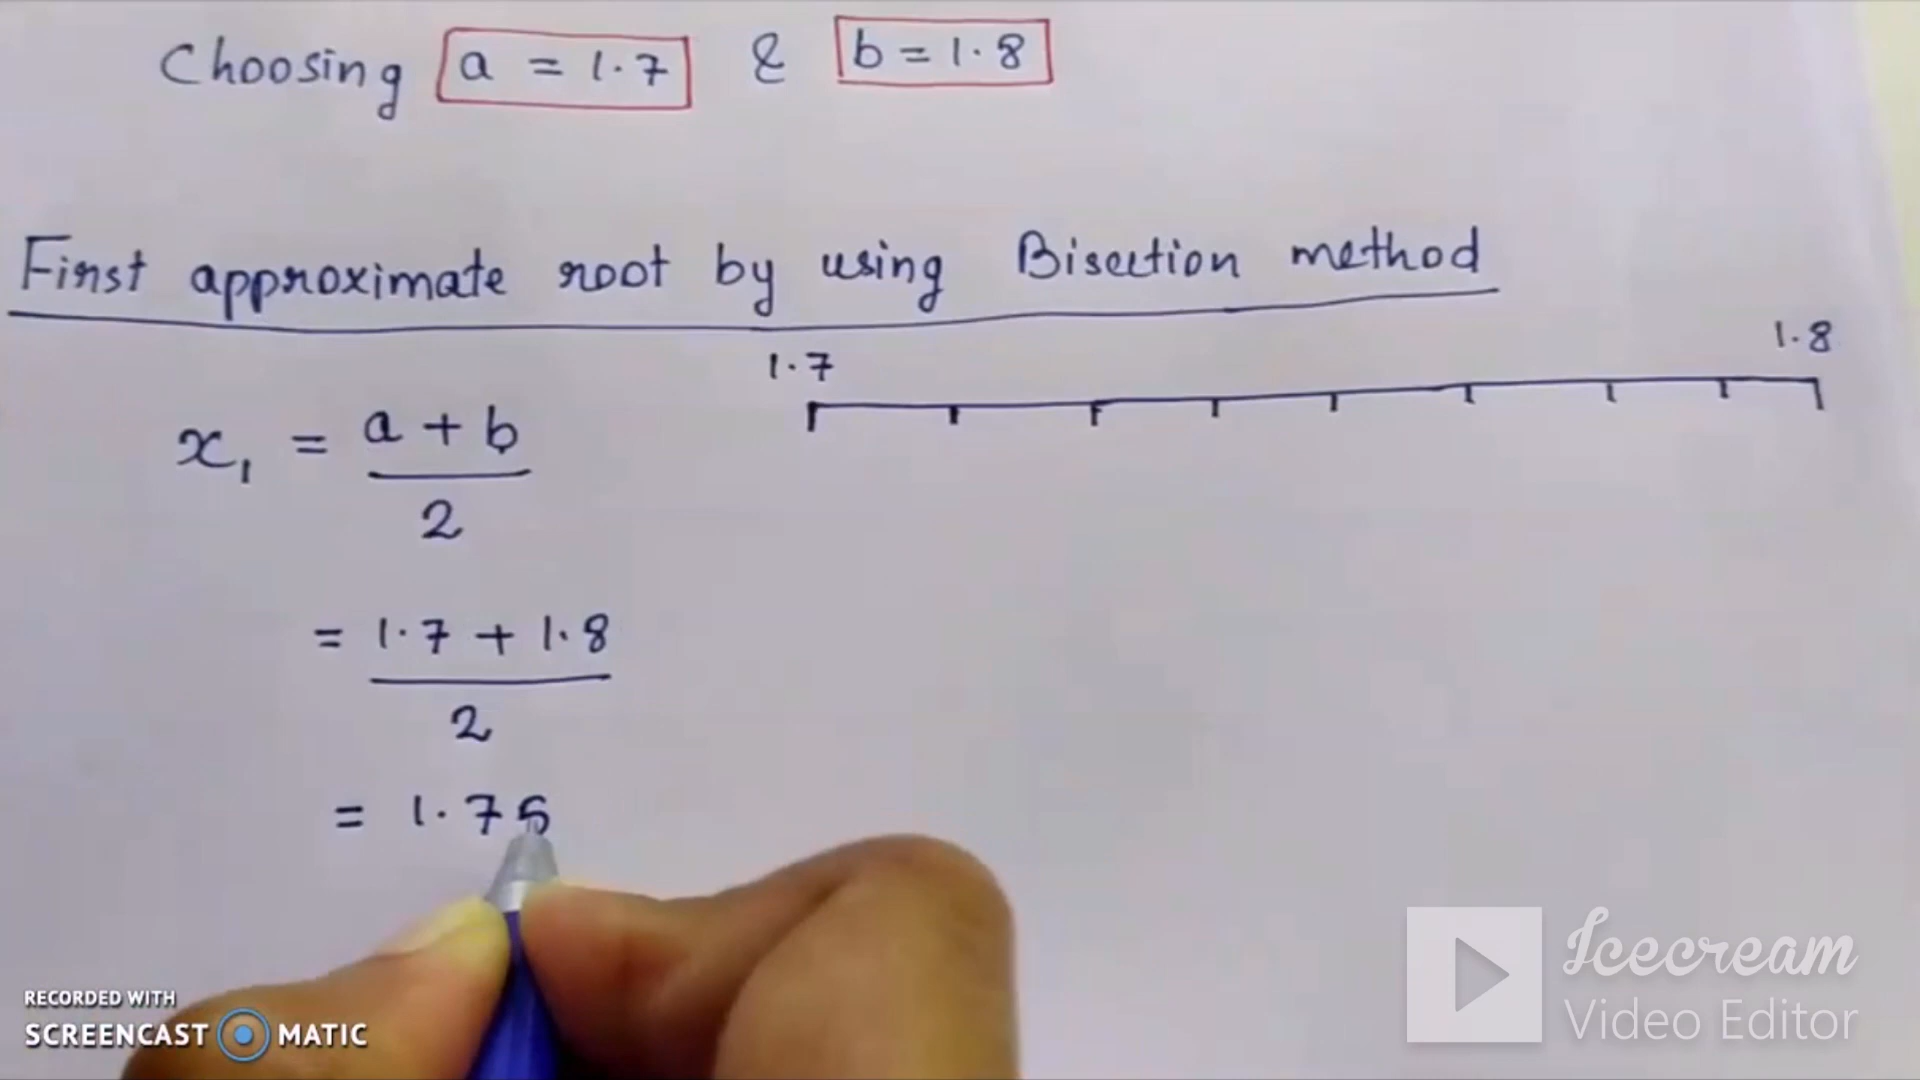 Choosing a = 1.7 & b = 1.8
First approximate root by using Bisection method
1.7 1.8
x₁ = a + b
2
= 1.7 + 1.8
2
= 1.75
RECORDED WITH
SCREENCAST MATIC
Icecream
Video Editor